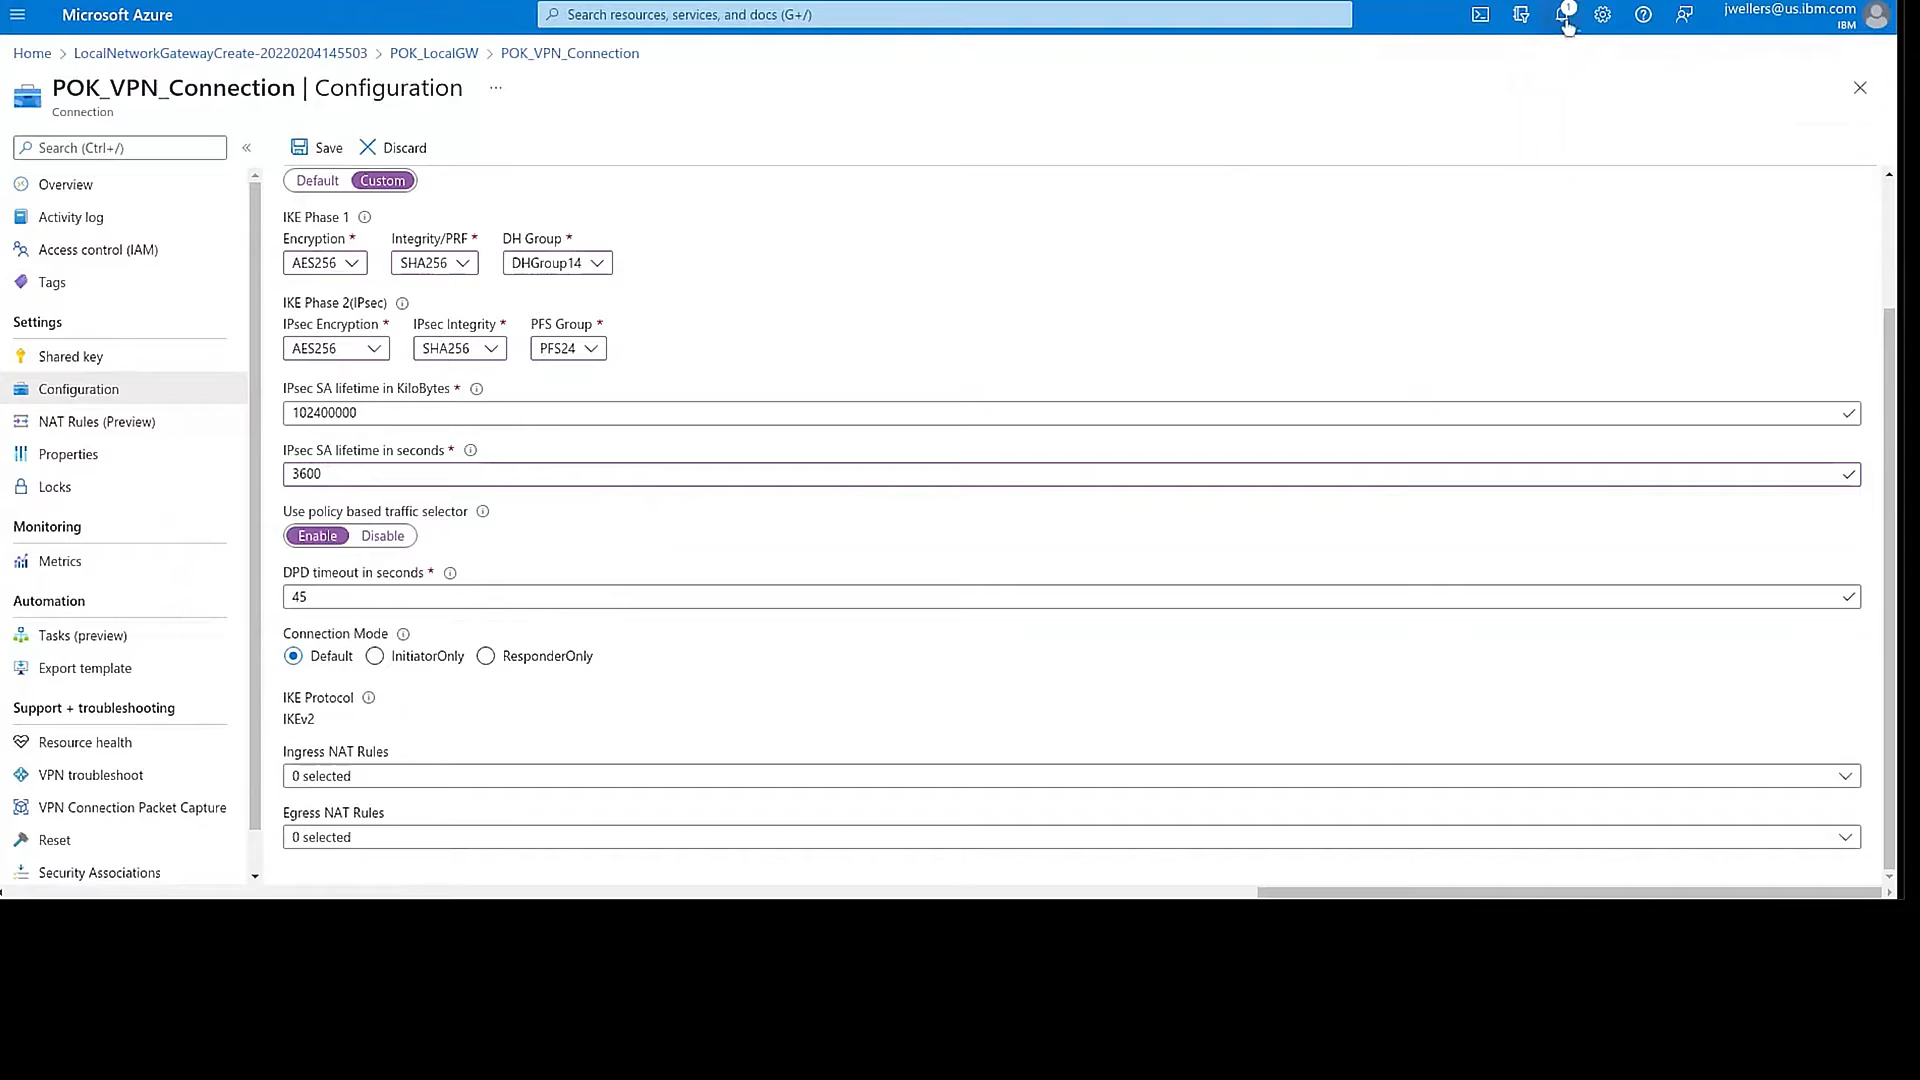 Microsoft Azure
Search resources, services, and docs (G+/)
1
jwellers@us.ibm.com
IBM
Home > LocalNetworkGatewayCreate-20220204145503 > POK_LocalGW > POK_VPN_Connection
POK_VPN_Connection | Configuration ...
Connection
Search (Ctrl+/)
«
Save
Discard
Overview
Activity log
Access control (IAM)
Tags
Settings
Shared key
Configuration
NAT Rules (Preview)
Properties
Locks
Monitoring
Metrics
Automation
Tasks (preview)
Export template
Support + troubleshooting
Resource health
VPN troubleshoot
VPN Connection Packet Capture
Reset
Security Associations
Default Custom
IKE Phase 1
Encryption * Integrity/PRF * DH Group *
AES256 SHA256 DHGroup14
IKE Phase 2(IPsec)
IPsec Encryption * IPsec Integrity * PFS Group *
AES256 SHA256 PFS24
IPsec SA lifetime in KiloBytes *
102400000
IPsec SA lifetime in seconds *
3600
Use policy based traffic selector
Enable Disable
DPD timeout in seconds *
45
Connection Mode
Default InitiatorOnly ResponderOnly
IKE Protocol
IKEv2
Ingress NAT Rules
0 selected
Egress NAT Rules
0 selected